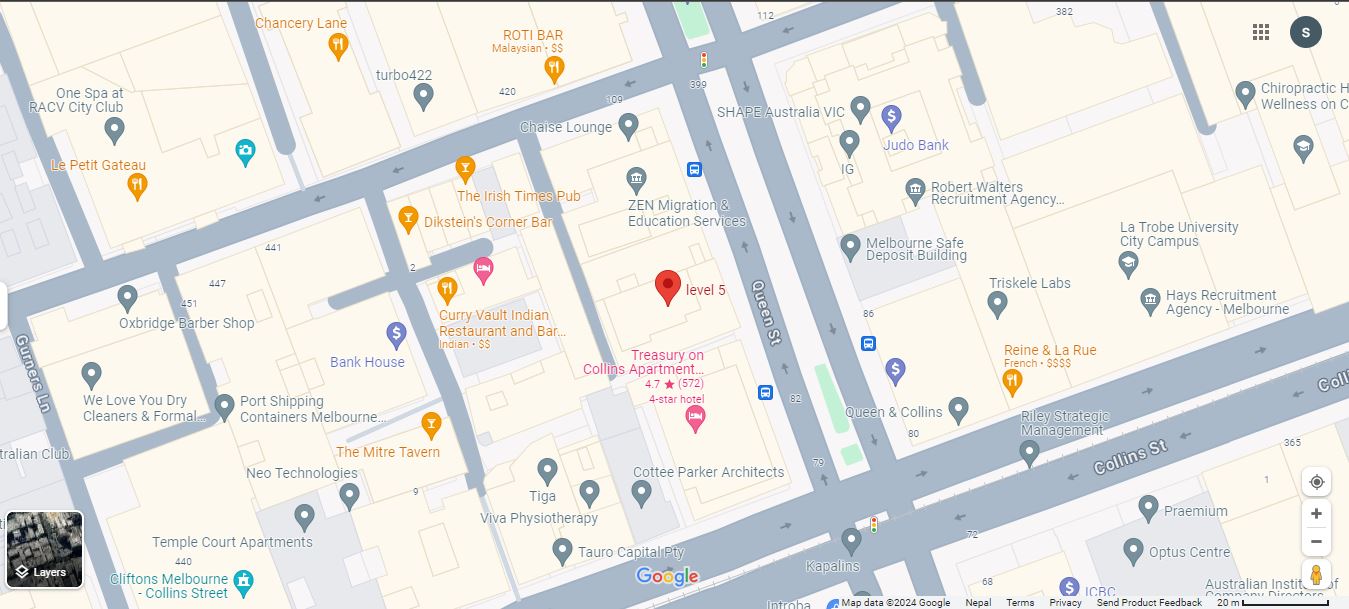 Chancery Lane
ROTI BAR
Malaysian • $$
112
382
S
turbo422
One Spa at
RACV City Club
420
109
399
SHAPE Australia VIC
Chiropractic H
Wellness on C
Chaise Lounge
Judo Bank
Le Petit Gateau
IG
The Irish Times Pub
Robert Walters
Recruitment Agency...
ZEN Migration &
Education Services
Dikstein's Corner Bar
La Trobe University
City Campus
441
Melbourne Safe
Deposit Building
2
447
451
level 5
Triskele Labs
Hays Recruitment
Agency - Melbourne
Oxbridge Barber Shop
Curry Vault Indian
Restaurant and Bar...
Indian • $$
Queen St
86
Gurners Ln
Bank House
Treasury on
Collins Apartment...
4.7 ★ (572)
4-star hotel
Reine & La Rue
French • $$$$
Colli
We Love You Dry
Cleaners & Formal...
Port Shipping
Containers Melbourne...
82
Queen & Collins
80
Riley Strategic
Management
The Mitre Tavern
tralian Club
Neo Technologies
Cottee Parker Architects
79
Collins St
365
9
Tiga
1
Viva Physiotherapy
Praemium
Temple Court Apartments
72
440
Tauro Capital Pty
Kapalins
Optus Centre
Layers
Cliftons Melbourne
- Collins Street
Google
68
ICBC
Australian Institute of
Company Directors
Introba
Map data ©2024 Google
Nepal
Terms
Privacy
Send Product Feedback
20 m